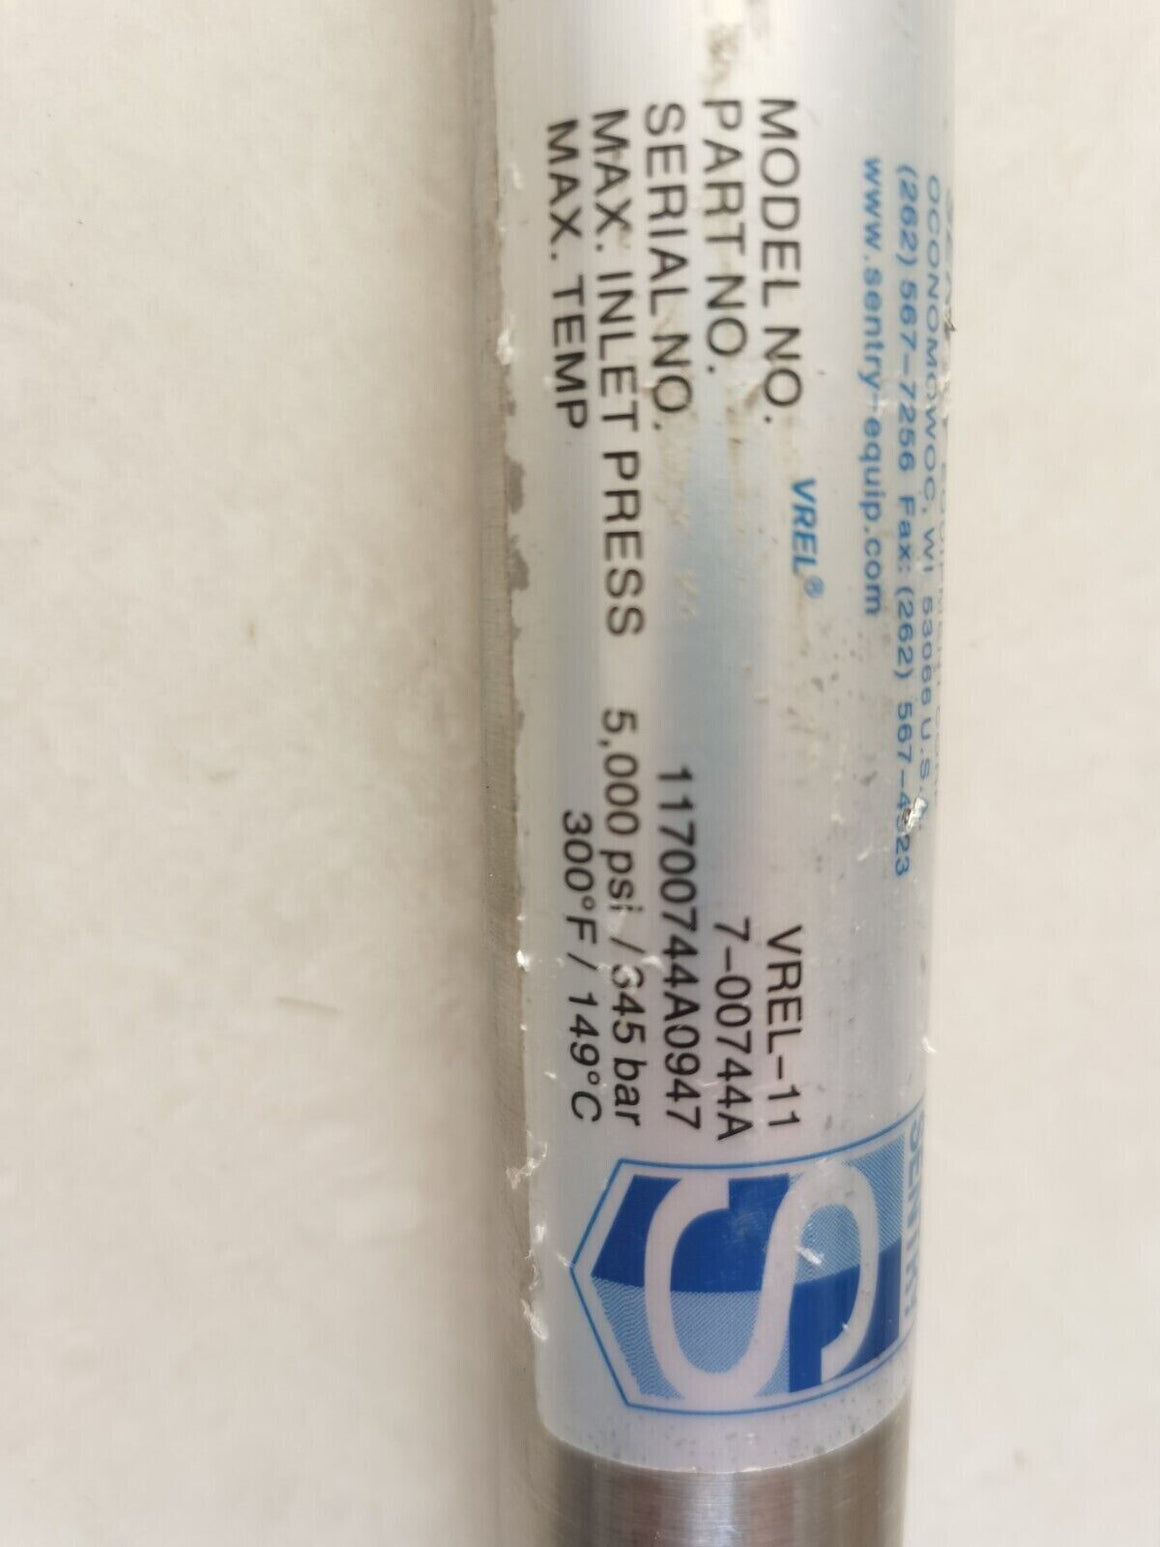 SENTRY
OCONOMOWOC, WI 53066 U.S.A.
(262) 567-7256 Fax: (262) 567-4523
www.sentry-equip.com
VREL®
MODEL NO. VREL-11
PART NO. 7-00744A
SERIAL NO. 11700744A0947
MAX. INLET PRESS 5,000 psi / 345 bar
MAX. TEMP 300°F / 149°C
S